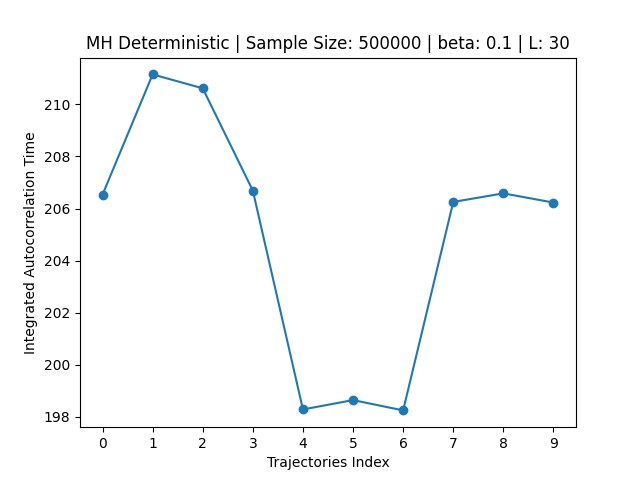 MH Deterministic | Sample Size: 500000 | beta: 0.1 | L: 30
Integrated Autocorrelation Time
210
208
206
204
202
200
198
0 1 2 3 4 5 6 7 8 9
Trajectories Index